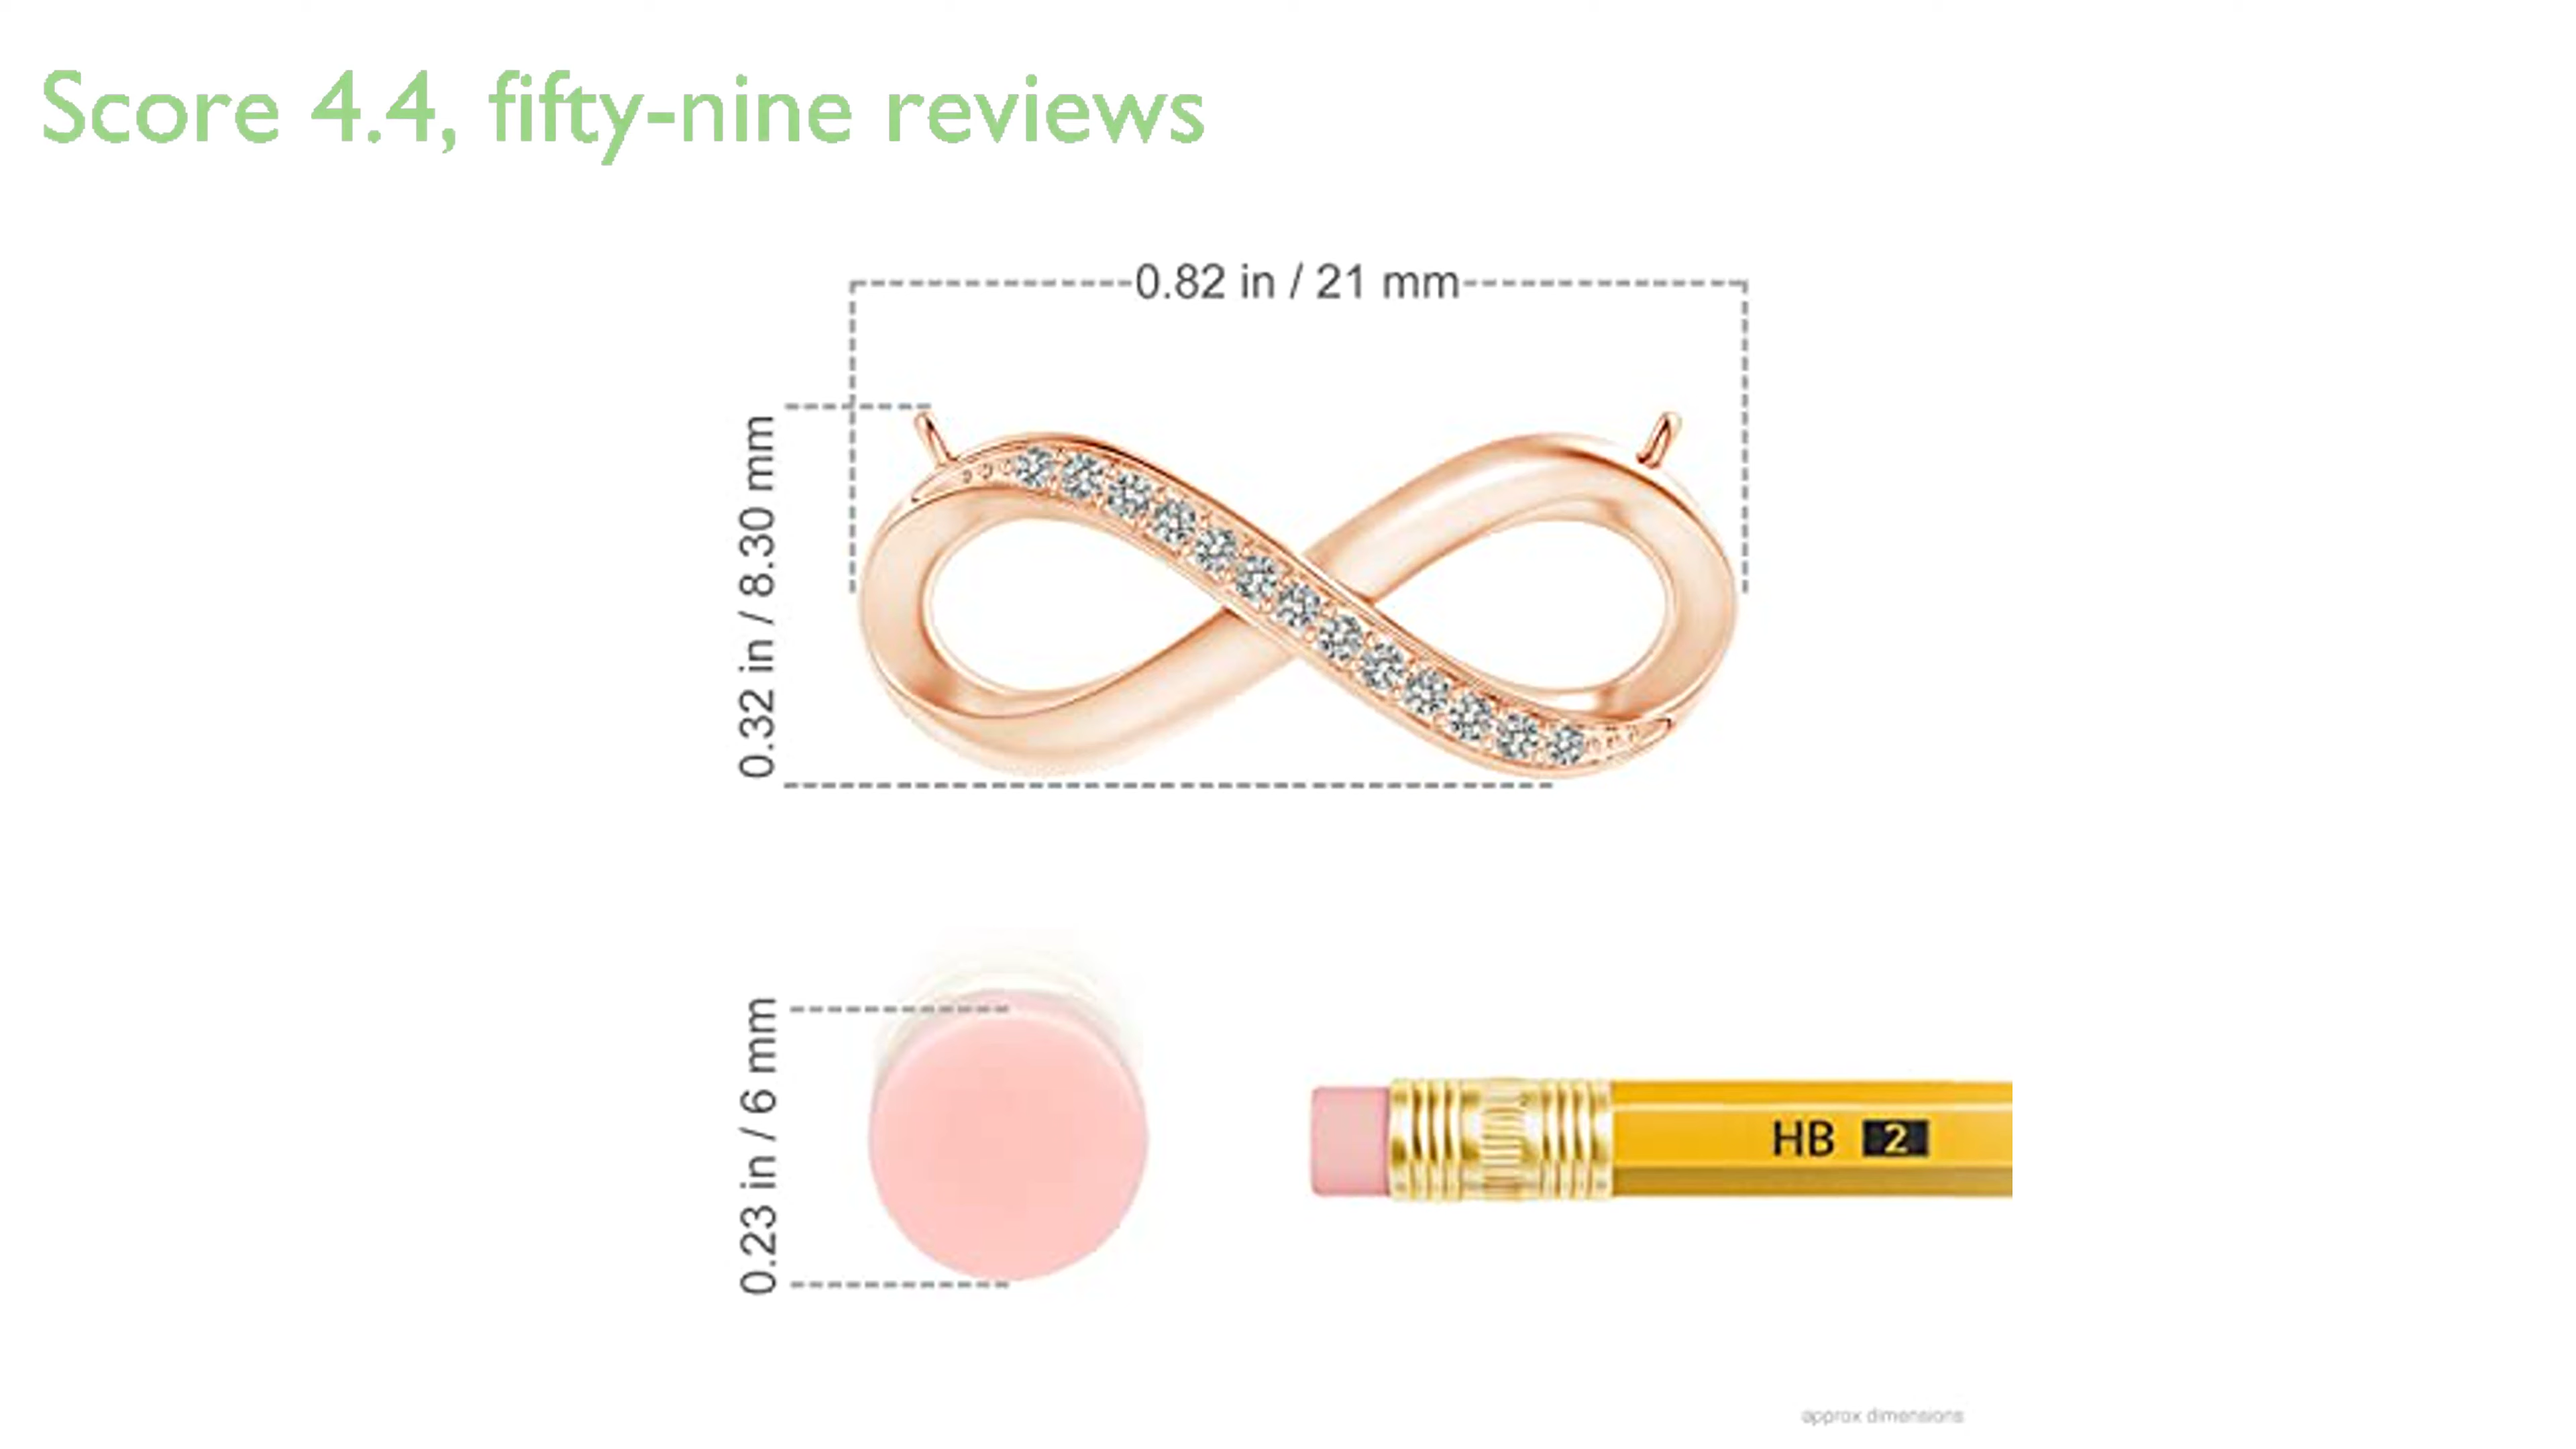 Score 4.4, fifty-nine reviews
0.82 in / 21 mm
0.32 in / 8.30 mm
0.23 in / 6 mm
HB 2
approx dimensions